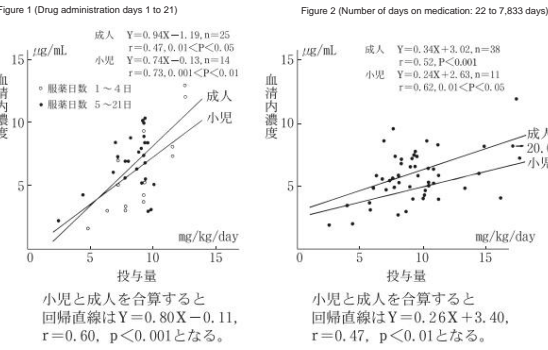 Figure 1 (Drug administration days 1 to 21)
μg/mL
成人 Y=0.94X−1.19, n=25
r=0.47, 0.01<P<0.05
小児 Y=0.74X−0.13, n=14
r=0.73, 0.001<P<0.01
服薬日数 1〜4日
服薬日数 5〜21日
血清内濃度
15
10
5
成人
小児
mg/kg/day
0 5 10 15
投与量
小児と成人を合算すると
回帰直線はY=0.80X−0.11,
r=0.60, p<0.001となる。
Figure 2 (Number of days on medication: 22 to 7,833 days)
μg/mL
成人 Y=0.34X+3.02, n=38
r=0.52, P<0.001
小児 Y=0.24X+2.63, n=11
r=0.62, 0.01<P<0.05
血清内濃度
15
10
5
成人
小児
mg/kg/day
0 5 10 15
投与量
小児と成人を合算すると
回帰直線はY=0.26X+3.40,
r=0.47, p<0.01となる。